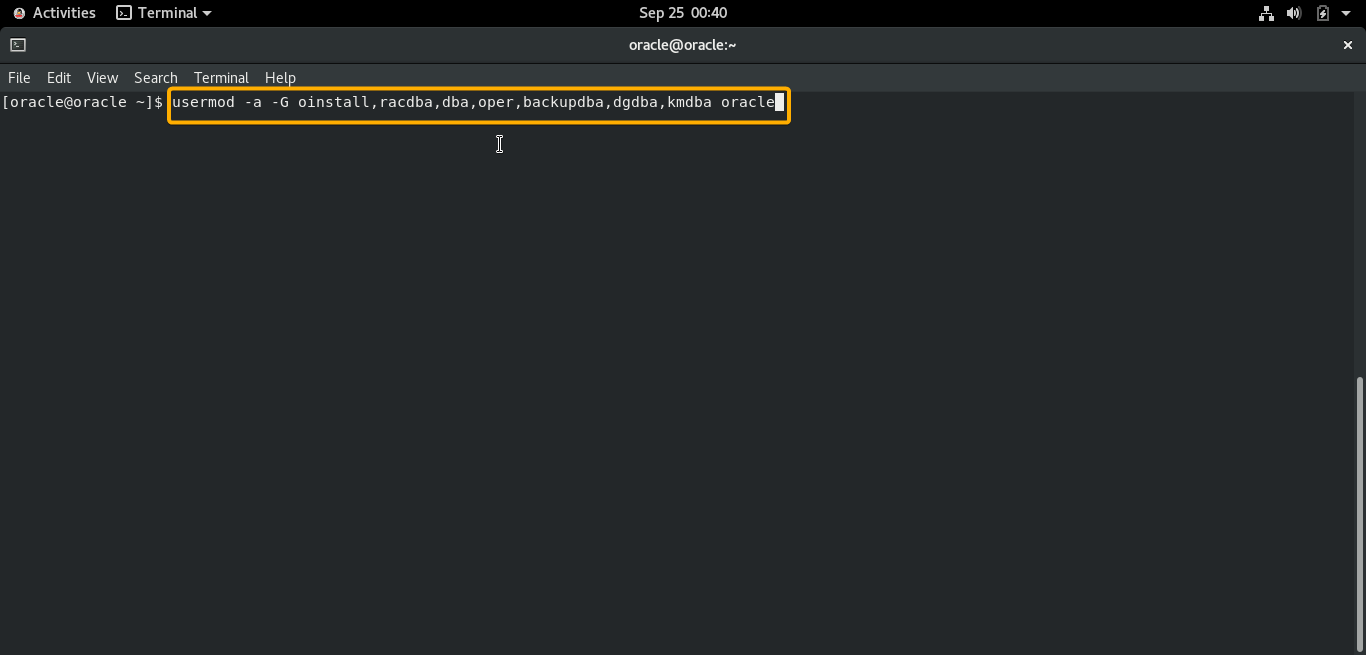 Activities Terminal Sep 25 00:40
oracle@oracle:~
File Edit View Search Terminal Help
[oracle@oracle ~]$ usermod -a -G oinstall,racdba,dba,oper,backupdba,dgdba,kmdba oracle